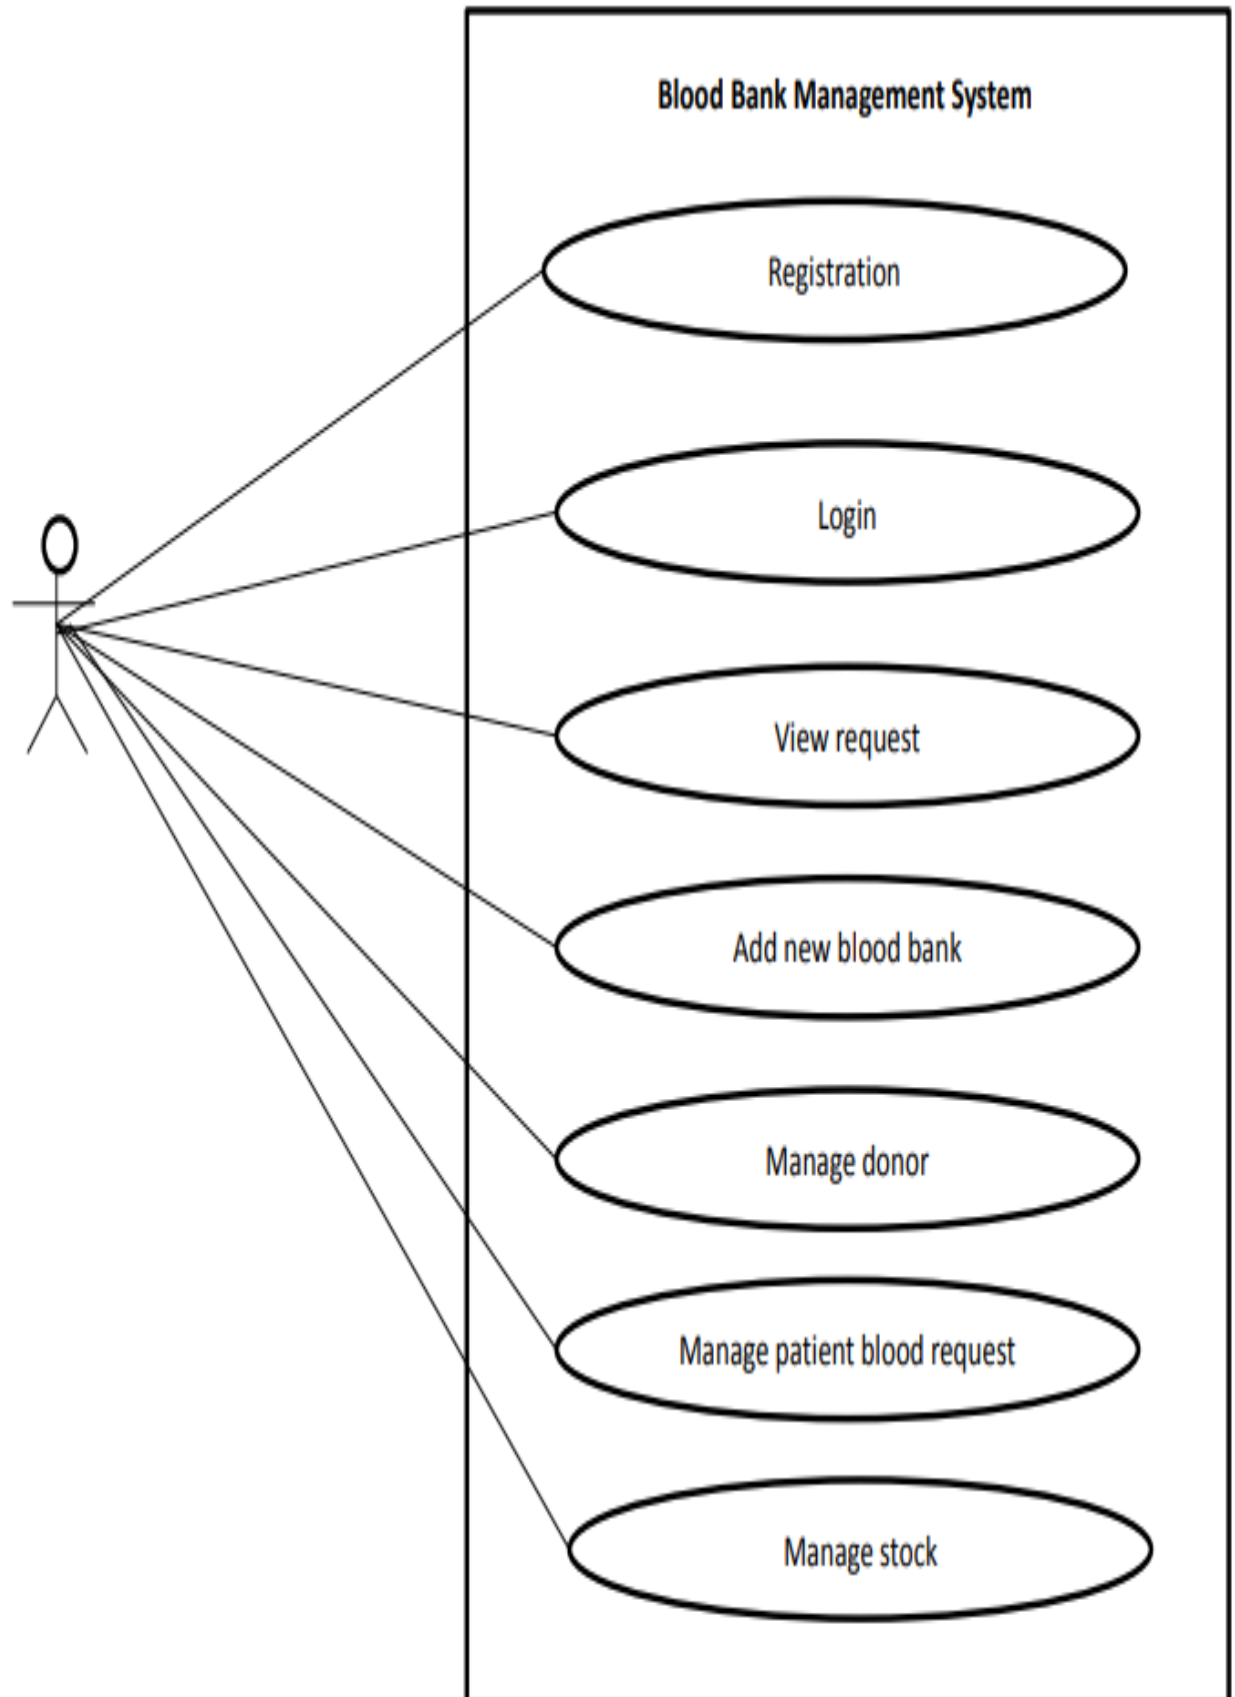 Blood Bank Management System
Registration
Login
View request
Add new blood bank
Manage donor
Manage patient blood request
Manage stock